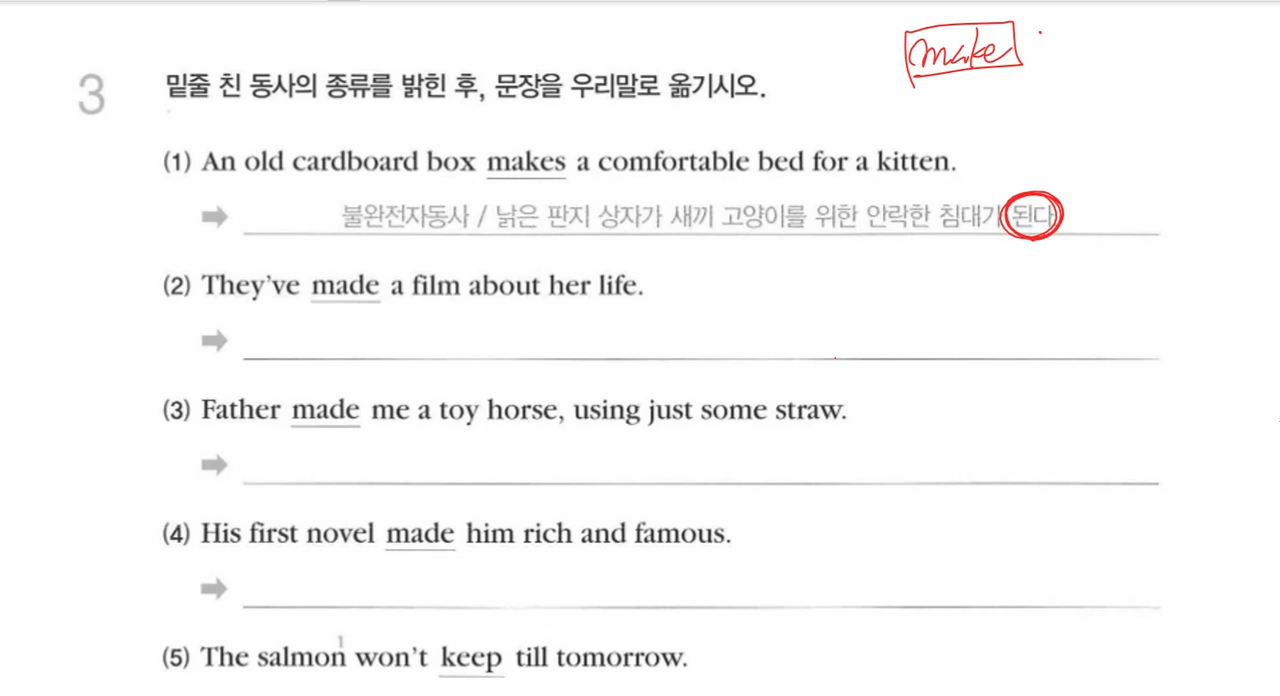 make
3 밑줄 친 동사의 종류를 밝힌 후, 문장을 우리말로 옮기시오.
(1) An old cardboard box makes a comfortable bed for a kitten.
➡ 불완전자동사 / 낡은 판지 상자가 새끼 고양이를 위한 안락한 침대가 된다
(2) They've made a film about her life.
➡
(3) Father made me a toy horse, using just some straw.
➡
(4) His first novel made him rich and famous.
➡
(5) The salmon won't keep till tomorrow.